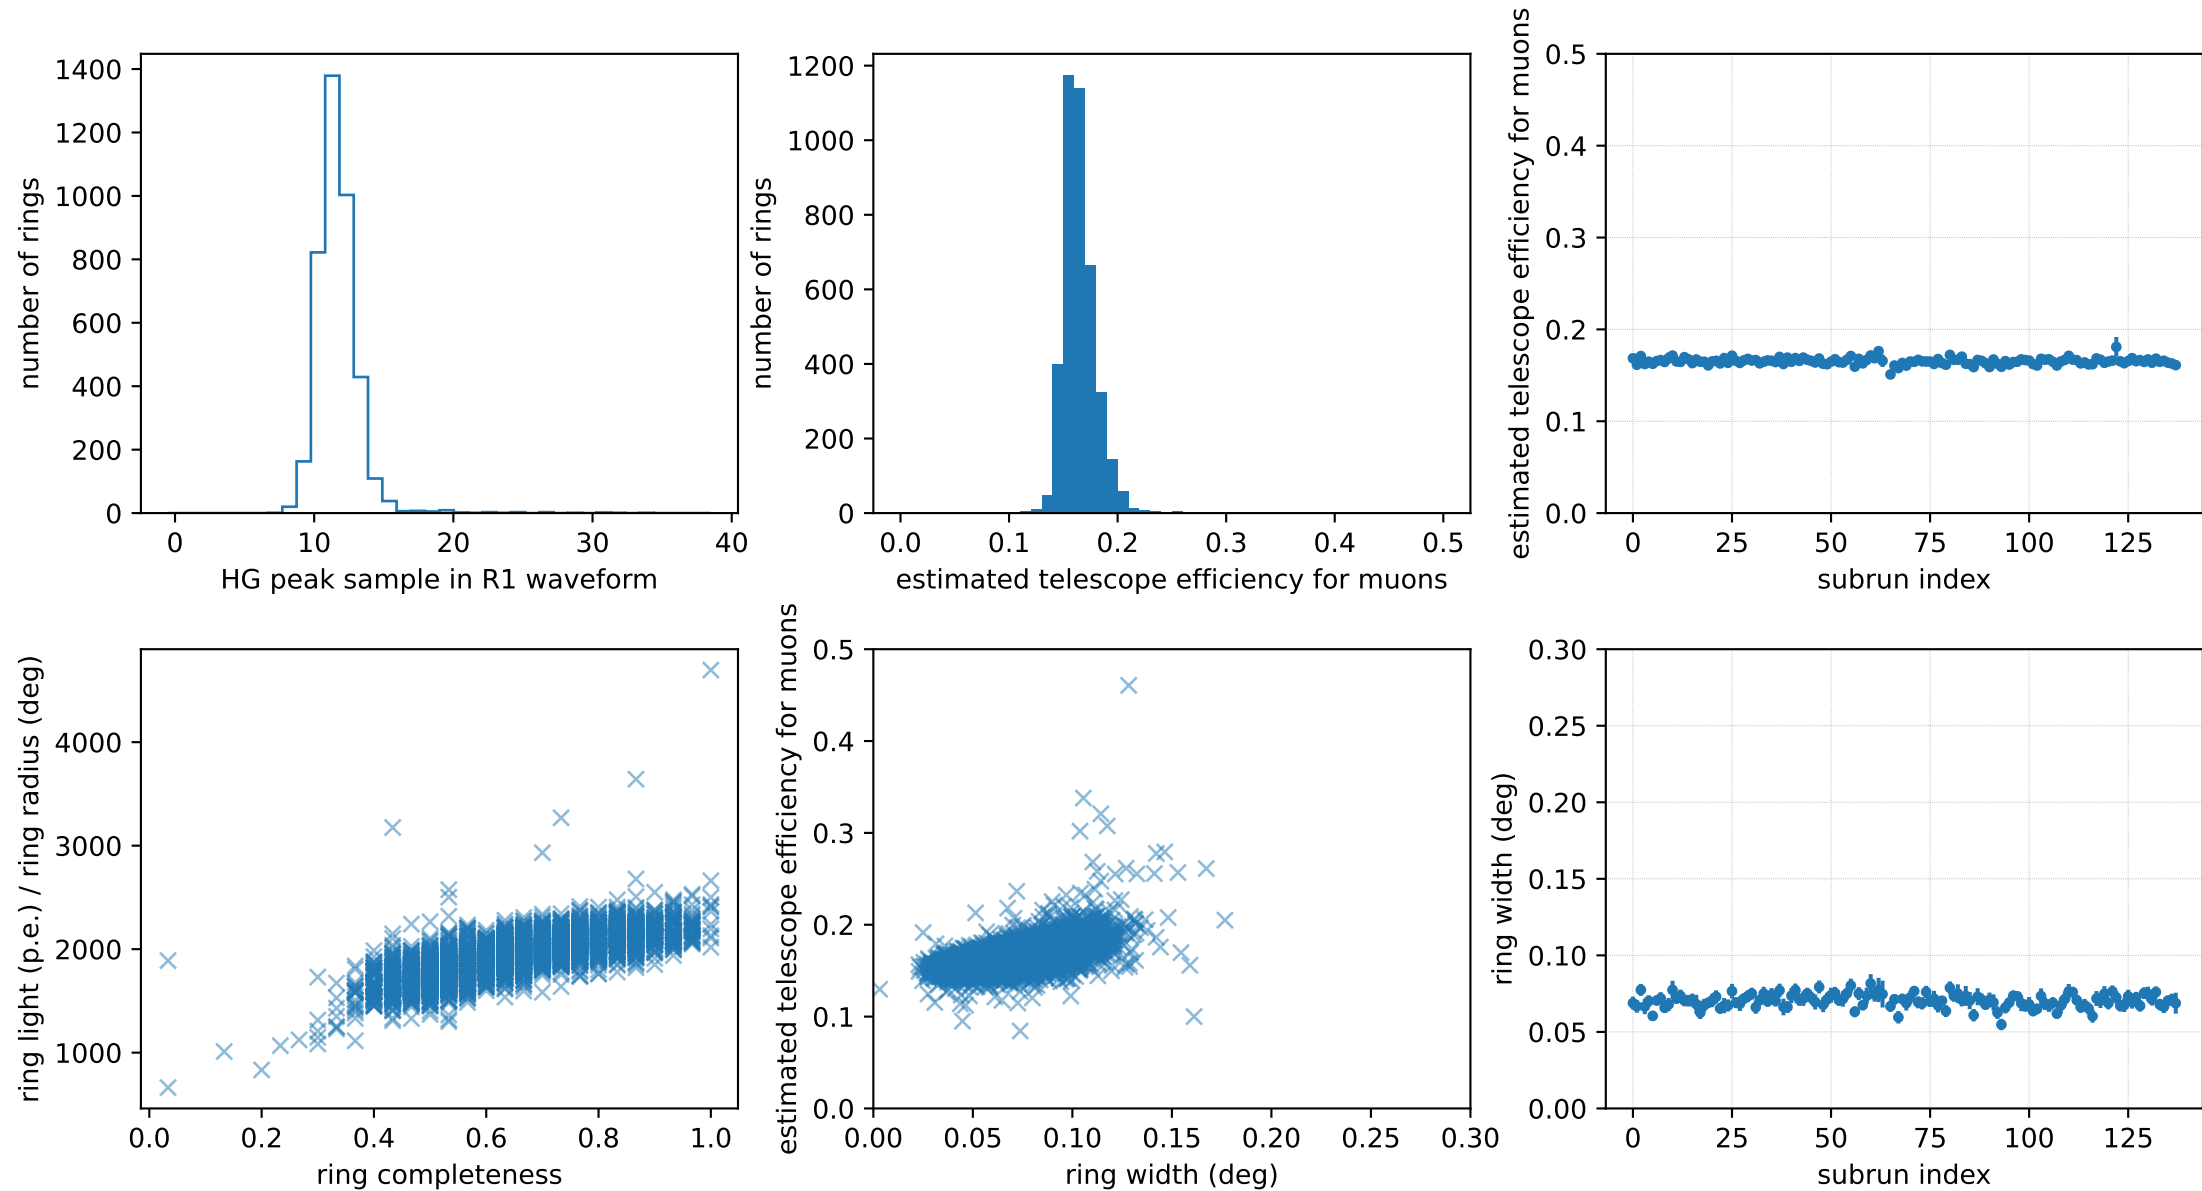 number of rings
1400
1200
1000
800
600
400
200
0
0 10 20 30 40
HG peak sample in R1 waveform
number of rings
1200
1000
800
600
400
200
0
0.0 0.1 0.2 0.3 0.4 0.5
estimated telescope efficiency for muons
estimated telescope efficiency for muons
0.5
0.4
0.3
0.2
0.1
0.0
0 25 50 75 100 125
subrun index
ring light (p.e.) / ring radius (deg)
4000
3000
2000
1000
0.0 0.2 0.4 0.6 0.8 1.0
ring completeness
estimated telescope efficiency for muons
0.5
0.4
0.3
0.2
0.1
0.0
0.00 0.05 0.10 0.15 0.20 0.25 0.30
ring width (deg)
ring width (deg)
0.30
0.25
0.20
0.15
0.10
0.05
0.00
0 25 50 75 100 125
subrun index